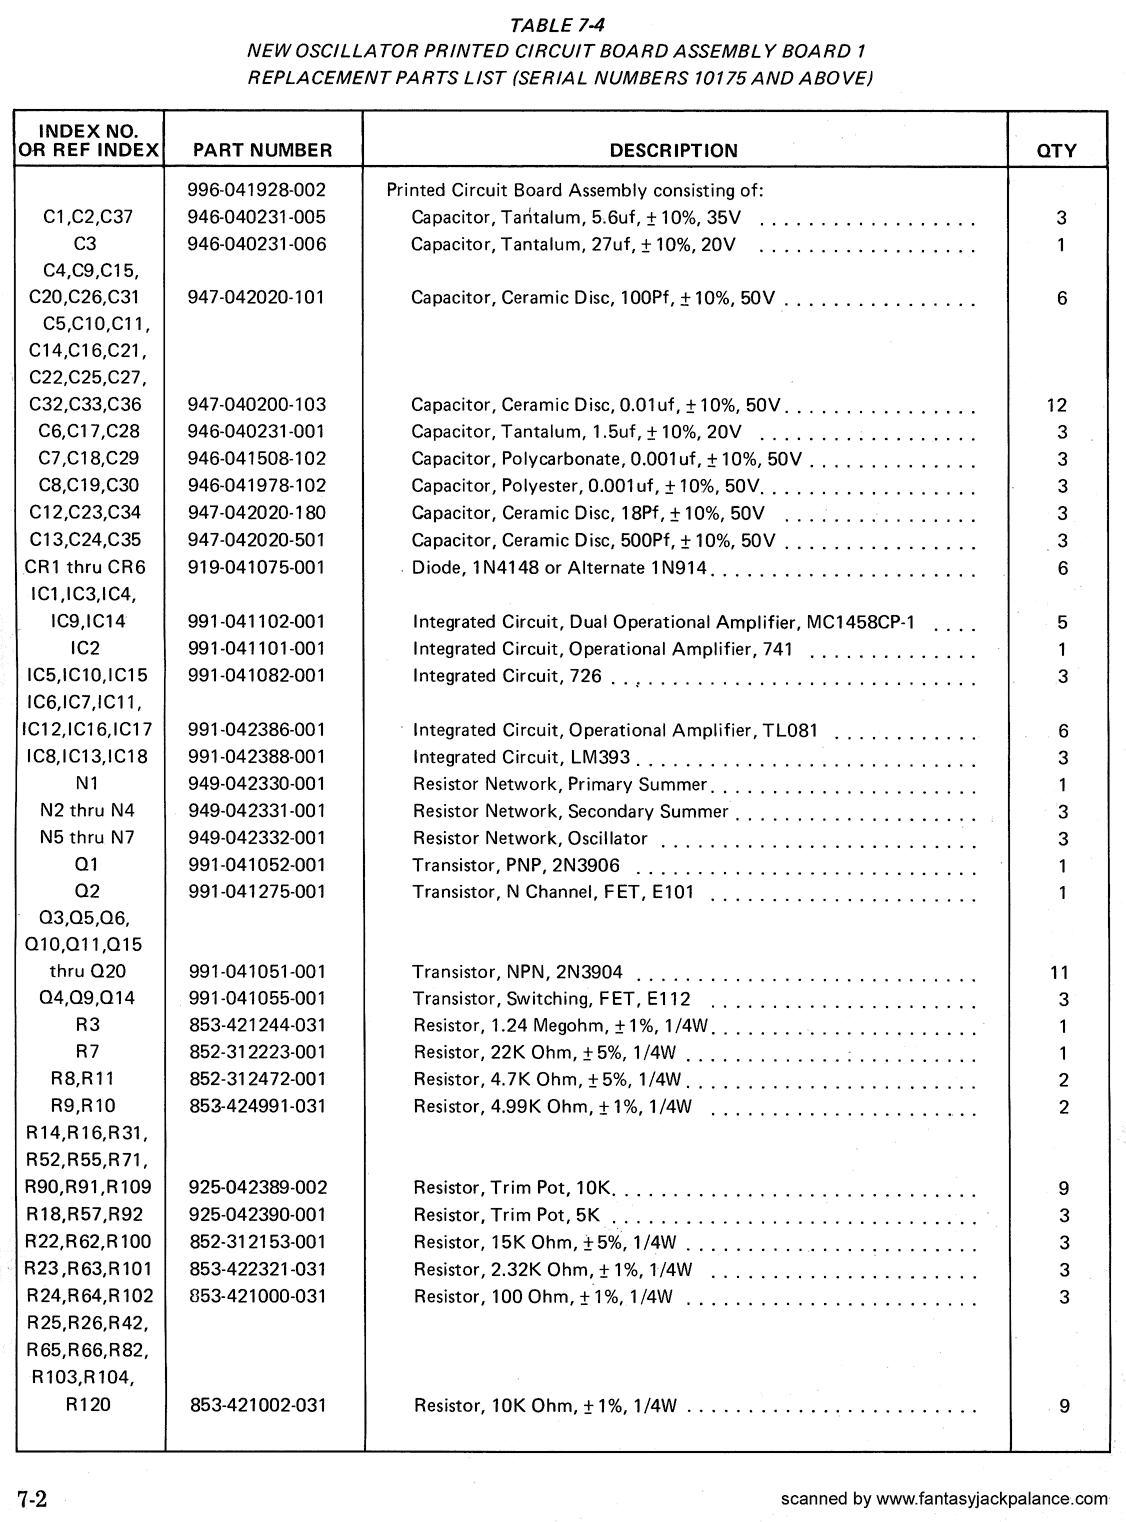 TABLE 7-4
NEW OSCILLATOR PRINTED CIRCUIT BOARD ASSEMBLY BOARD 1
REPLACEMENT PARTS LIST (SERIAL NUMBERS 10175 AND ABOVE)
INDEX NO.
OR REF INDEX PART NUMBER DESCRIPTION QTY
996-041928-002 Printed Circuit Board Assembly consisting of:
C1,C2,C37 946-040231-005 Capacitor, Tantalum, 5.6uf, ±10%, 35V . . . . . . . . . . . . . . . . . . 3
C3 946-040231-006 Capacitor, Tantalum, 27uf, ±10%, 20V . . . . . . . . . . . . . . . . . . 1
C4,C9,C15,
C20,C26,C31 947-042020-101 Capacitor, Ceramic Disc, 100Pf, ±10%, 50V . . . . . . . . . . . . . . . . 6
C5,C10,C11,
C14,C16,C21,
C22,C25,C27,
C32,C33,C36 947-040200-103 Capacitor, Ceramic Disc, 0.01uf, ±10%, 50V . . . . . . . . . . . . . . . . 12
C6,C17,C28 946-040231-001 Capacitor, Tantalum, 1.5uf, ±10%, 20V . . . . . . . . . . . . . . . . . . 3
C7,C18,C29 946-041508-102 Capacitor, Polycarbonate, 0.001uf, ±10%, 50V . . . . . . . . . . . . . . 3
C8,C19,C30 946-041978-102 Capacitor, Polyester, 0.001uf, ±10%, 50V. . . . . . . . . . . . . . . . . . 3
C12,C23,C34 947-042020-180 Capacitor, Ceramic Disc, 18Pf, ±10%, 50V . . . . . . . . . . . . . . . . 3
C13,C24,C35 947-042020-501 Capacitor, Ceramic Disc, 500Pf, ±10%, 50V . . . . . . . . . . . . . . . . 3
CR1 thru CR6 919-041075-001 Diode, 1N4148 or Alternate 1N914 . . . . . . . . . . . . . . . . . . . . . . 6
IC1,IC3,IC4,
IC9,IC14 991-041102-001 Integrated Circuit, Dual Operational Amplifier, MC1458CP-1 . . . . 5
IC2 991-041101-001 Integrated Circuit, Operational Amplifier, 741 . . . . . . . . . . . . . . 1
IC5,IC10,IC15 991-041082-001 Integrated Circuit, 726 . . . . . . . . . . . . . . . . . . . . . . . . . . . . 3
IC6,IC7,IC11,
IC12,IC16,IC17 991-042386-001 Integrated Circuit, Operational Amplifier, TL081 . . . . . . . . . . . . 6
IC8,IC13,IC18 991-042388-001 Integrated Circuit, LM393 . . . . . . . . . . . . . . . . . . . . . . . . . . 3
N1 949-042330-001 Resistor Network, Primary Summer . . . . . . . . . . . . . . . . . . . . . . 1
N2 thru N4 949-042331-001 Resistor Network, Secondary Summer . . . . . . . . . . . . . . . . . . . . 3
N5 thru N7 949-042332-001 Resistor Network, Oscillator . . . . . . . . . . . . . . . . . . . . . . . . 3
Q1 991-041052-001 Transistor, PNP, 2N3906 . . . . . . . . . . . . . . . . . . . . . . . . . . 1
Q2 991-041275-001 Transistor, N Channel, FET, E101 . . . . . . . . . . . . . . . . . . . . . . 1
Q3,Q5,Q6,
Q10,Q11,Q15
thru Q20 991-041051-001 Transistor, NPN, 2N3904 . . . . . . . . . . . . . . . . . . . . . . . . . . 11
Q4,Q9,Q14 991-041055-001 Transistor, Switching, FET, E112 . . . . . . . . . . . . . . . . . . . . . . 3
R3 853-421244-031 Resistor, 1.24 Megohm, ±1%, 1/4W . . . . . . . . . . . . . . . . . . . . . . 1
R7 852-312223-001 Resistor, 22K Ohm, ±5%, 1/4W . . . . . . . . . . . . . . . . . . . . . . . . 1
R8,R11 852-312472-001 Resistor, 4.7K Ohm, ±5%, 1/4W . . . . . . . . . . . . . . . . . . . . . . . . 2
R9,R10 853-424991-031 Resistor, 4.99K Ohm, ±1%, 1/4W . . . . . . . . . . . . . . . . . . . . . . 2
R14,R16,R31,
R52,R55,R71,
R90,R91,R109 925-042389-002 Resistor, Trim Pot, 10K . . . . . . . . . . . . . . . . . . . . . . . . . . . . 9
R18,R57,R92 925-042390-001 Resistor, Trim Pot, 5K . . . . . . . . . . . . . . . . . . . . . . . . . . . . 3
R22,R62,R100 852-312153-001 Resistor, 15K Ohm, ±5%, 1/4W . . . . . . . . . . . . . . . . . . . . . . . . 3
R23,R63,R101 853-422321-031 Resistor, 2.32K Ohm, ±1%, 1/4W . . . . . . . . . . . . . . . . . . . . . . 3
R24,R64,R102 853-421000-031 Resistor, 100 Ohm, ±1%, 1/4W . . . . . . . . . . . . . . . . . . . . . . . . 3
R25,R26,R42,
R65,R66,R82,
R103,R104,
R120 853-421002-031 Resistor, 10K Ohm, ±1%, 1/4W . . . . . . . . . . . . . . . . . . . . . . . . 9
7-2
scanned by www.fantasyjackpalance.com